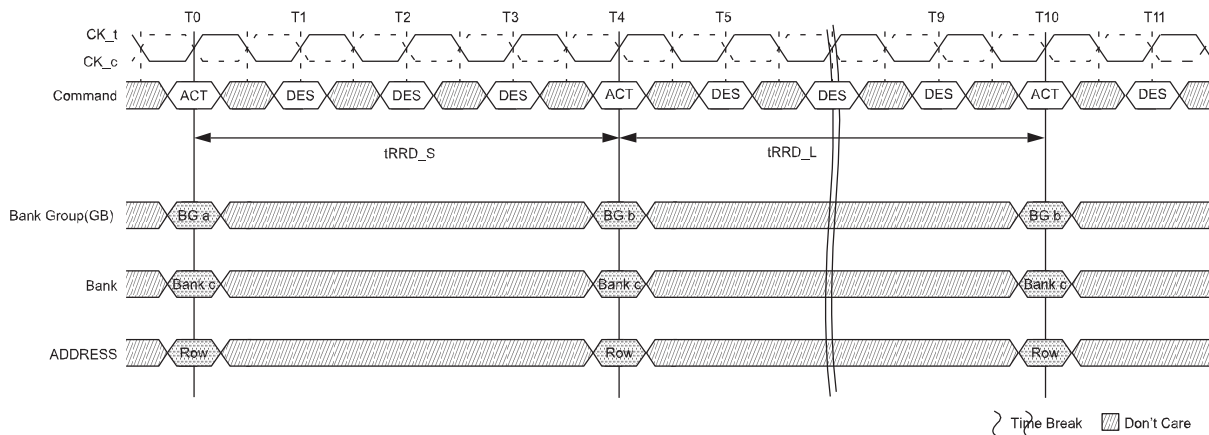 T0 T1 T2 T3 T4 T5 T9 T10 T11
CK_t
CK_c
Command ACT DES DES DES ACT DES DES DES ACT DES
tRRD_S tRRD_L
Bank Group(GB) BG a BG b BG b
Bank Bank c Bank c Bank c
ADDRESS Row Row Row
Time Break Don't Care